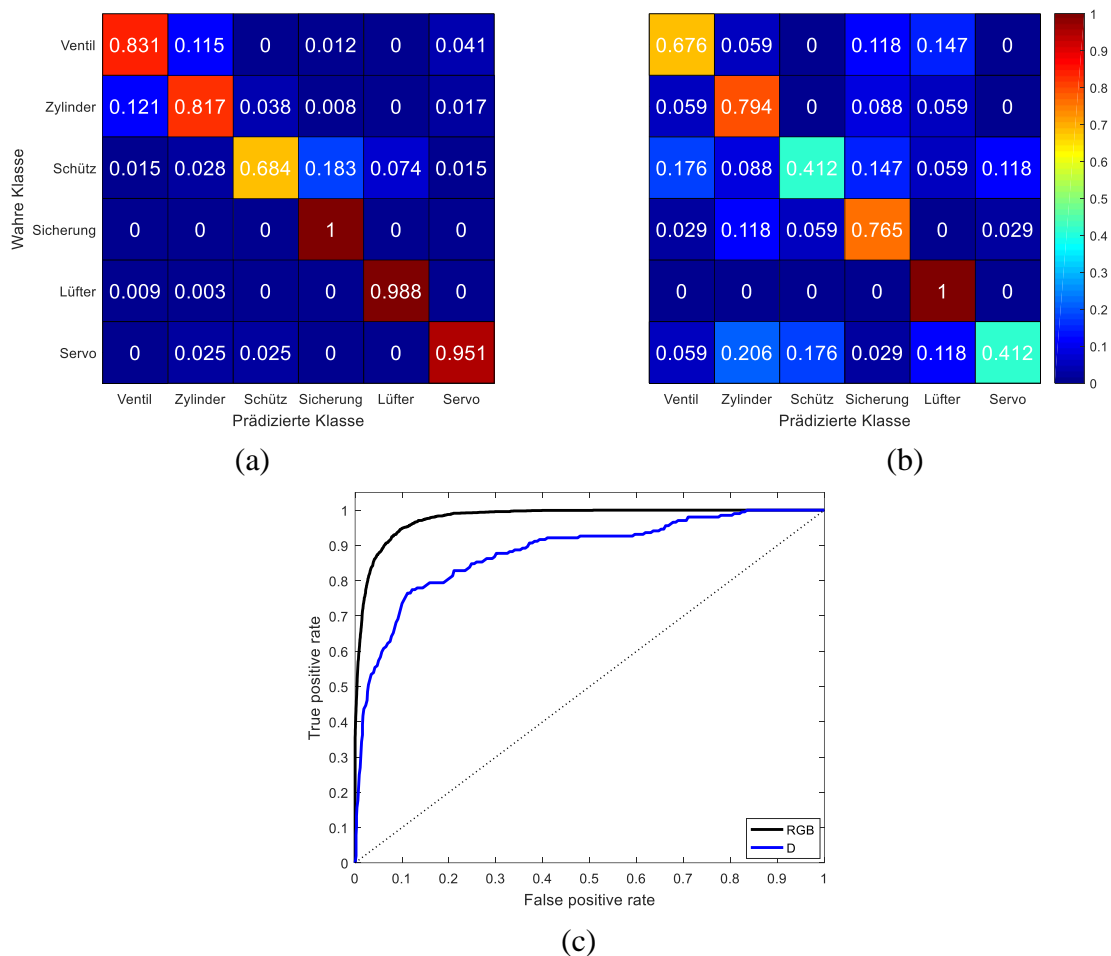 Wahre Klasse
Ventil 0.831 0.115 0 0.012 0 0.041
Zylinder 0.121 0.817 0.038 0.008 0 0.017
Schütz 0.015 0.028 0.684 0.183 0.074 0.015
Sicherung 0 0 0 1 0 0
Lüfter 0.009 0.003 0 0 0.988 0
Servo 0 0.025 0.025 0 0 0.951
Ventil Zylinder Schütz Sicherung Lüfter Servo
Prädizierte Klasse
(a)
0.676 0.059 0 0.118 0.147 0
0.059 0.794 0 0.088 0.059 0
0.176 0.088 0.412 0.147 0.059 0.118
0.029 0.118 0.059 0.765 0 0.029
0 0 0 0 1 0
0.059 0.206 0.176 0.029 0.118 0.412
Ventil Zylinder Schütz Sicherung Lüfter Servo
Prädizierte Klasse
1
0.9
0.8
0.7
0.6
0.5
0.4
0.3
0.2
0.1
0
(b)
True positive rate
1
0.9
0.8
0.7
0.6
0.5
0.4
0.3
0.2
0.1
0
0 0.1 0.2 0.3 0.4 0.5 0.6 0.7 0.8 0.9 1
False positive rate
RGB
D
(c)